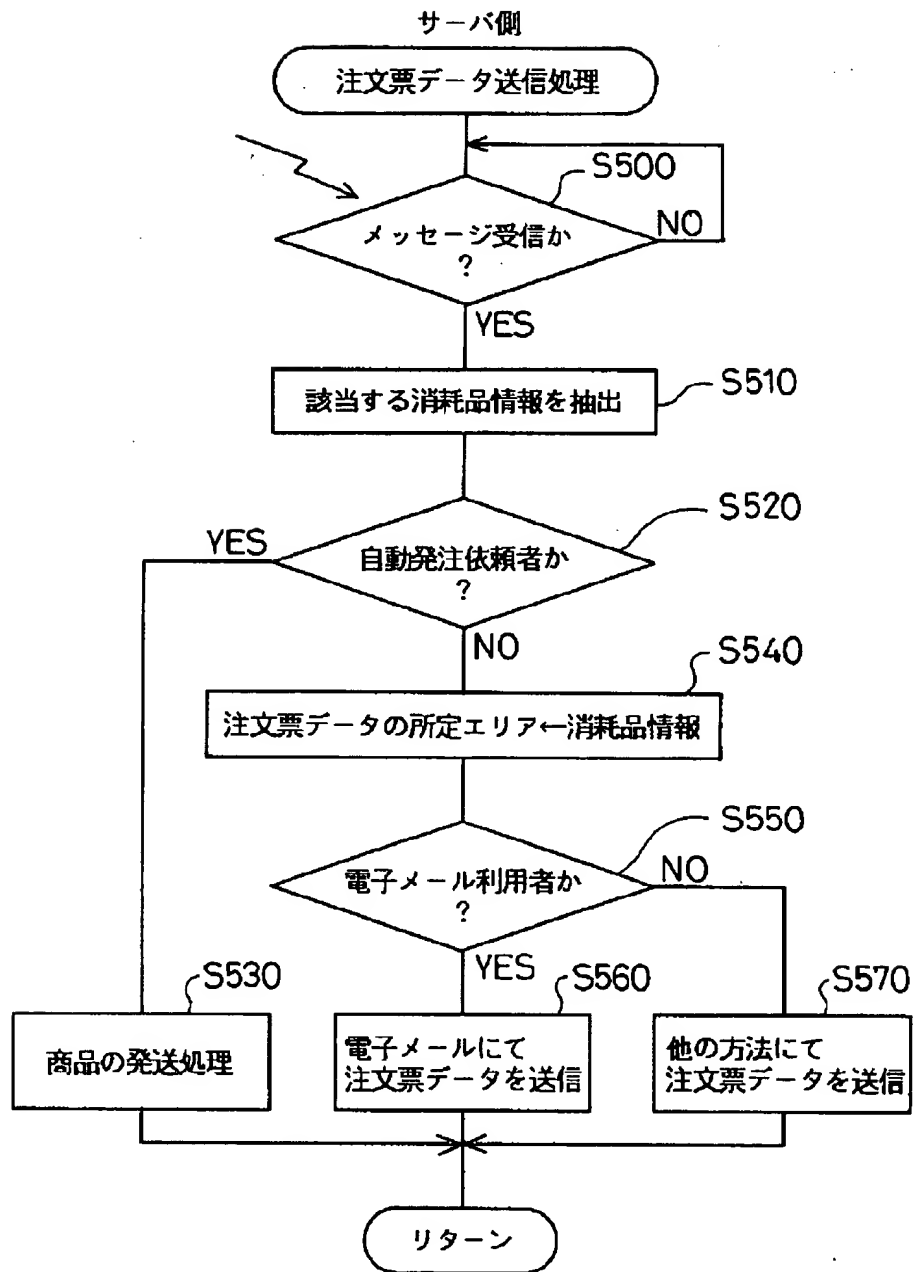 サーバ側
注文票データ送信処理
S500
メッセージ受信か
?
NO
YES
該当する消耗品情報を抽出
S510
S520
YES
自動発注依頼者か
?
NO
S540
注文票データの所定エリア←消耗品情報
S550
電子メール利用者か
?
NO
YES
S530
商品の発送処理
S560
電子メールにて
注文票データを送信
S570
他の方法にて
注文票データを送信
リターン